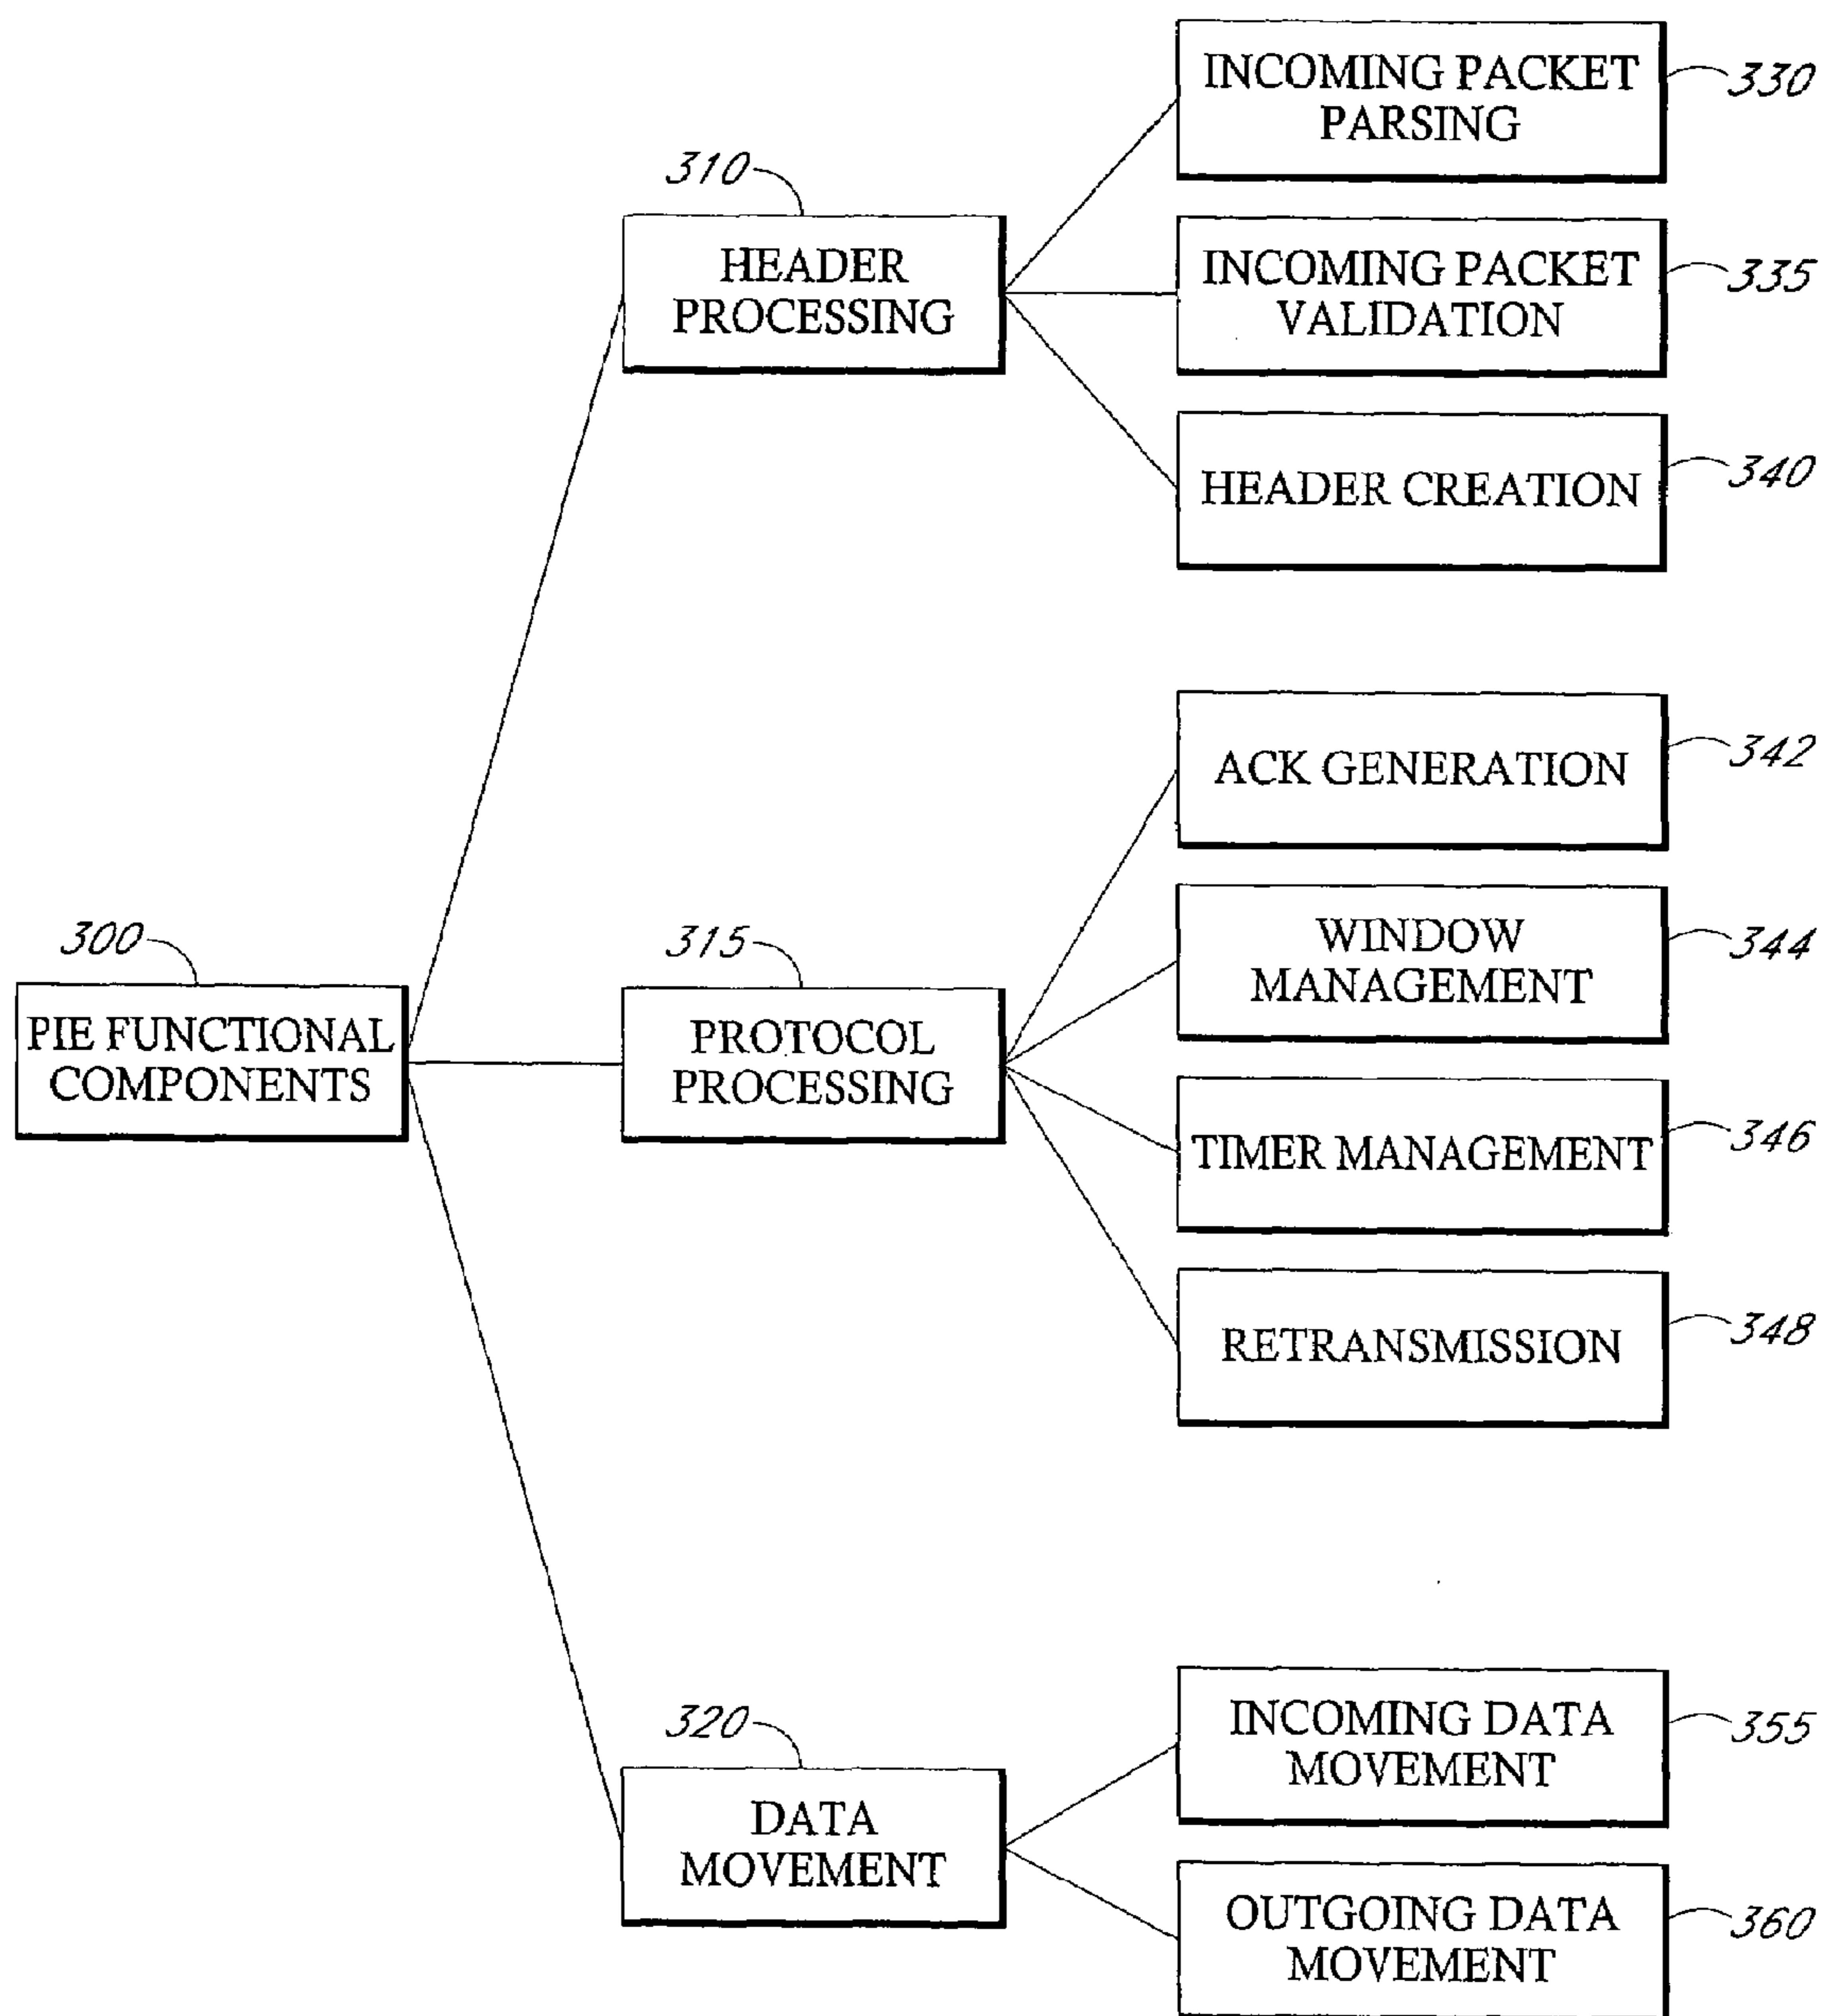 INCOMING PACKET
PARSING
330
310
HEADER
PROCESSING
INCOMING PACKET
VALIDATION
335
HEADER CREATION
340
ACK GENERATION
342
WINDOW
MANAGEMENT
344
300
PIE FUNCTIONAL
COMPONENTS
315
PROTOCOL
PROCESSING
TIMER MANAGEMENT
346
RETRANSMISSION
348
320
DATA
MOVEMENT
INCOMING DATA
MOVEMENT
355
OUTGOING DATA
MOVEMENT
360